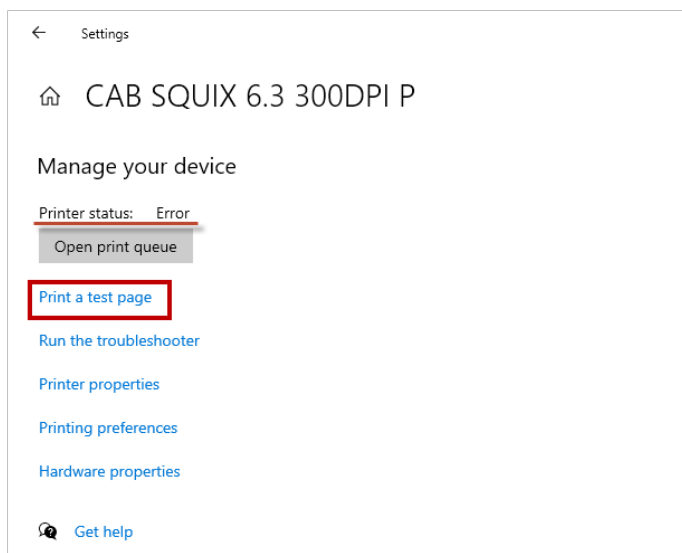 Settings
CAB SQUIX 6.3 300DPI P
Manage your device
Printer status: Error
Open print queue
Print a test page
Run the troubleshooter
Printer properties
Printing preferences
Hardware properties
Get help